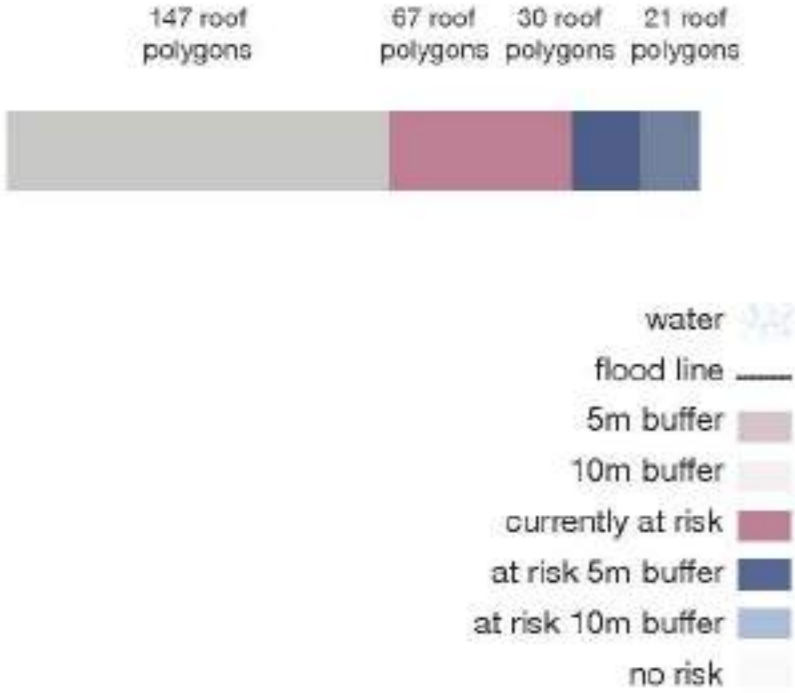 147 roof
polygons
67 roof
polygons
30 roof
polygons
21 roof
polygons
water
flood line
5m buffer
10m buffer
currently at risk
at risk 5m buffer
at risk 10m buffer
no risk